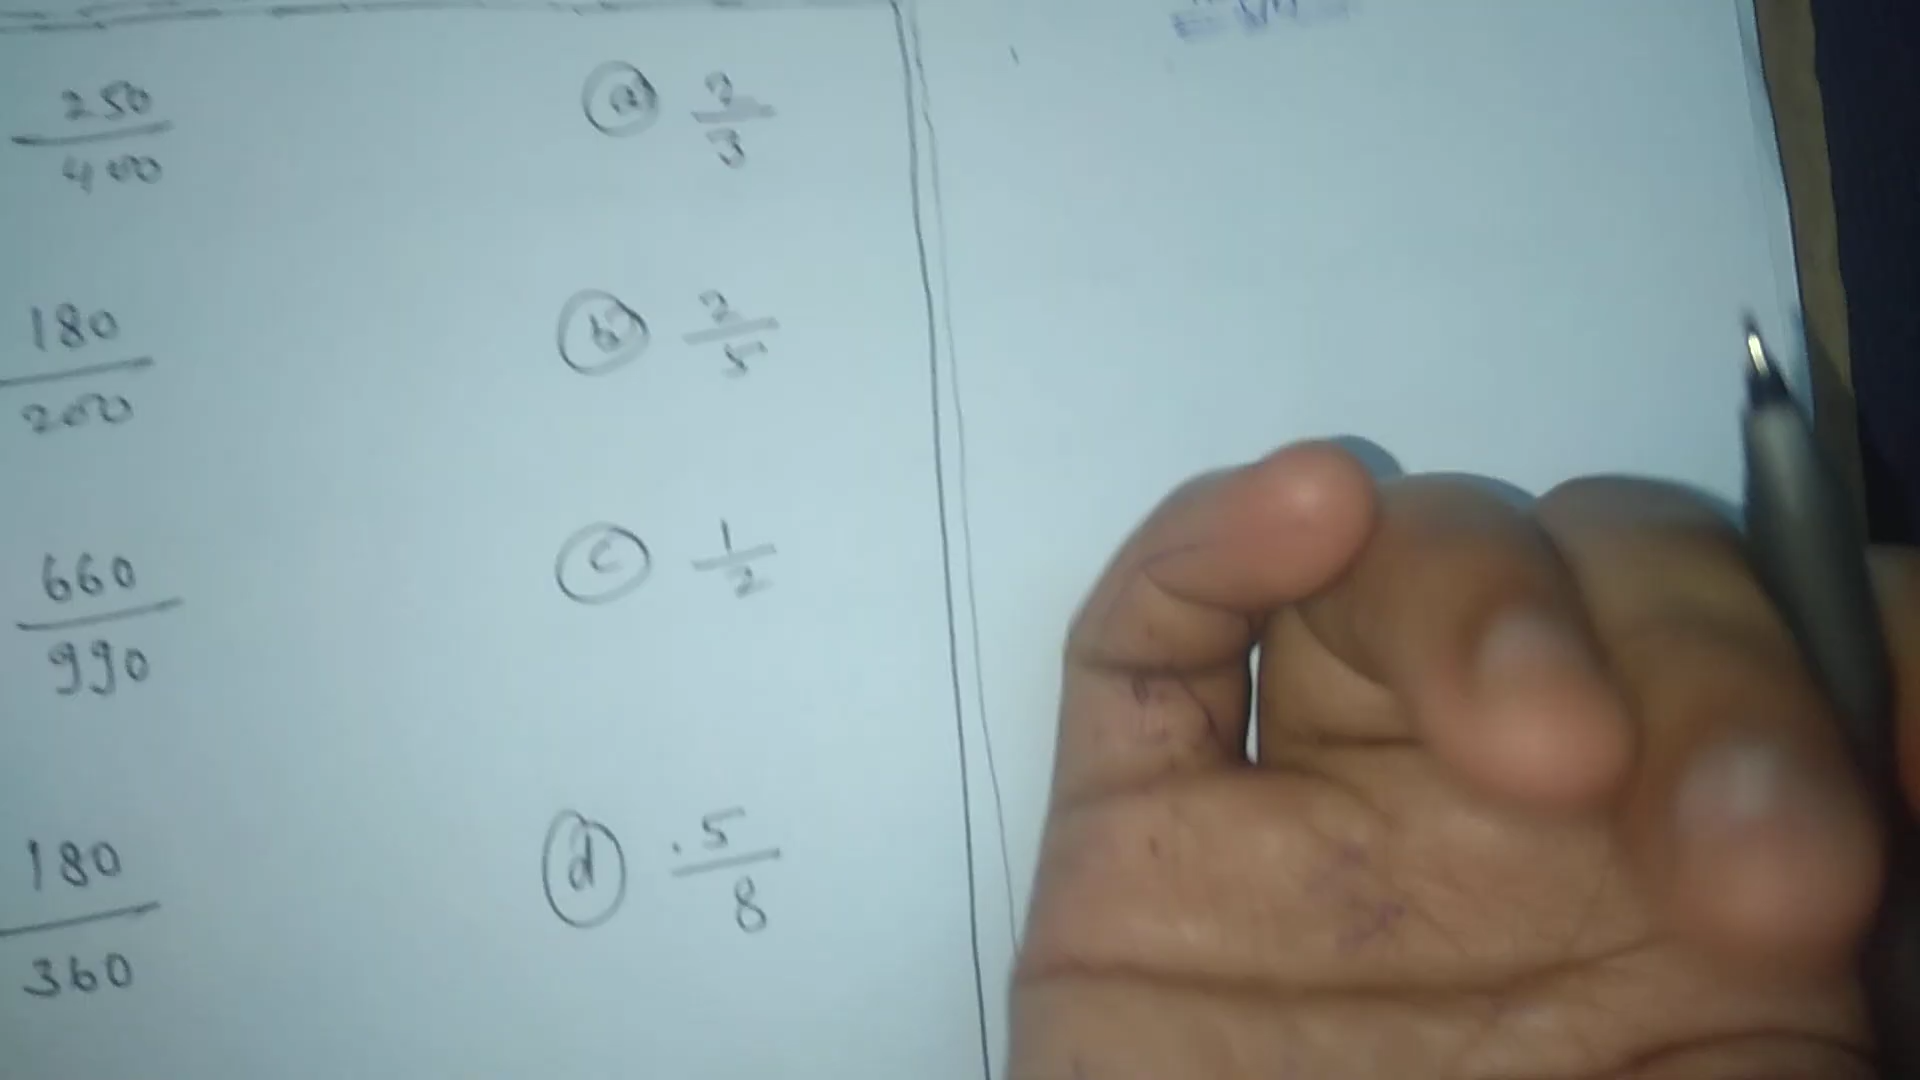 250/400 (a) 2/3
180/200 (b) 2/5
660/990 (c) 1/2
180/360 (d) .5/8